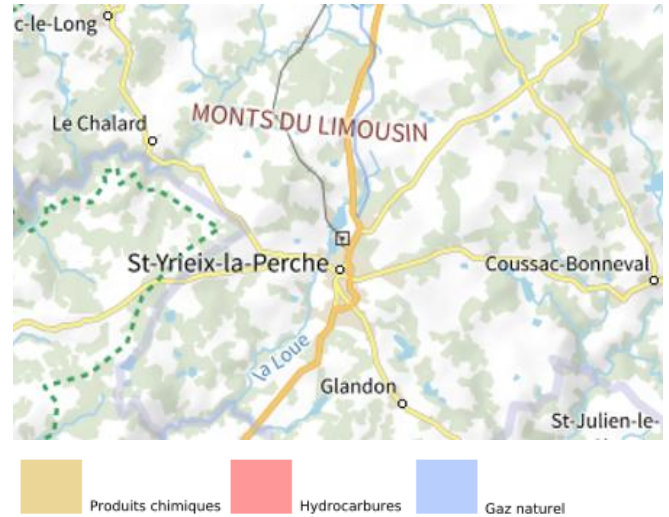 c-le-Long
Le Chalard
MONTS DU LIMOUSIN
St-Yrieix-la-Perche
Coussac-Bonneval
la Loue
Glandon
St-Julien-le-
Produits chimiques
Hydrocarbures
Gaz naturel